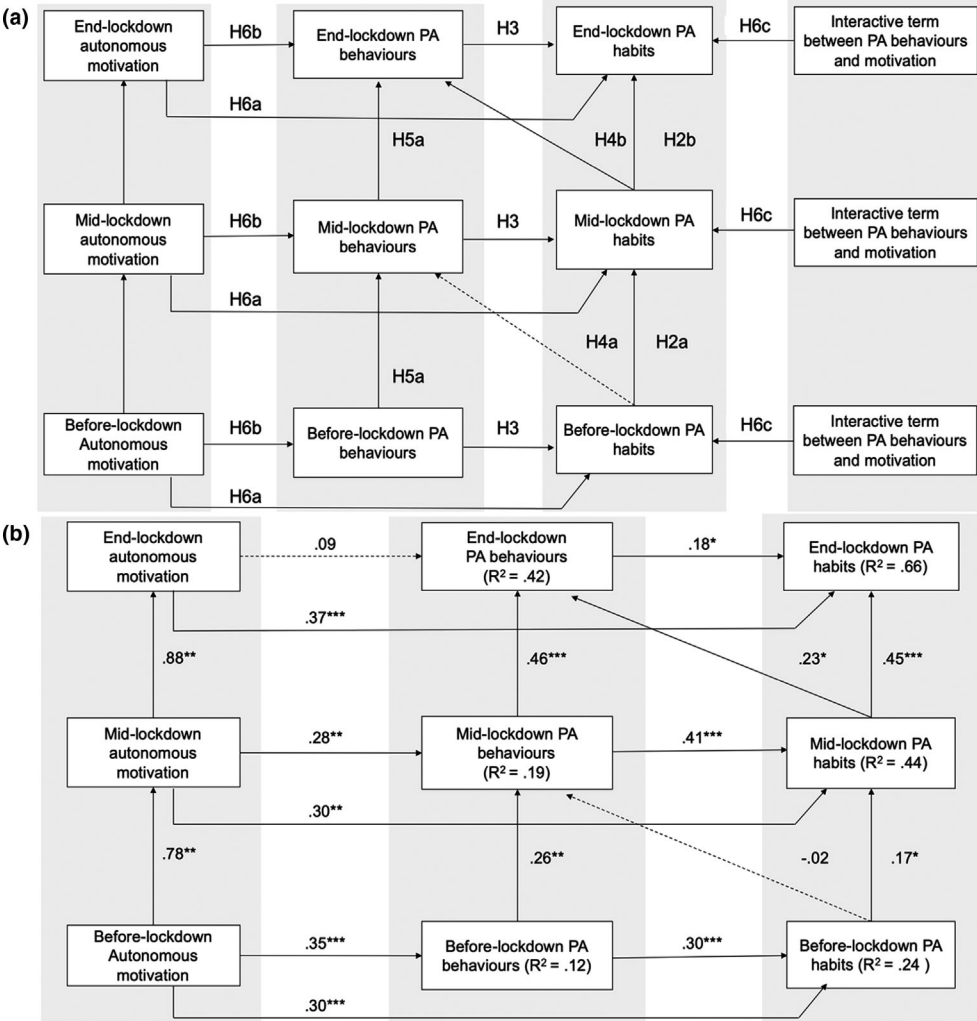 (a)
End-lockdown
autonomous
motivation
H6b
End-lockdown PA
behaviours
H3
End-lockdown PA
habits
H6c
Interactive term
between PA behaviours
and motivation
H6a
H5a
H4b
H2b
Mid-lockdown
autonomous
motivation
H6b
Mid-lockdown PA
behaviours
H3
Mid-lockdown PA
habits
H6c
Interactive term
between PA behaviours
and motivation
H6a
H5a
H4a
H2a
Before-lockdown
Autonomous
motivation
H6b
Before-lockdown PA
behaviours
H3
Before-lockdown PA
habits
H6c
Interactive term
between PA behaviours
and motivation
H6a
(b)
End-lockdown
autonomous
motivation
.09
End-lockdown
PA behaviours
(R² = .42)
.18*
End-lockdown PA
habits (R² = .66)
.37***
.88**
.46***
.23*
.45***
Mid-lockdown
autonomous
motivation
.28**
Mid-lockdown PA
behaviours
(R² = .19)
.41***
Mid-lockdown PA
habits (R² = .44)
.30**
.78**
.26**
-.02
.17*
Before-lockdown
Autonomous
motivation
.35***
Before-lockdown PA
behaviours (R² = .12)
.30***
Before-lockdown PA
habits (R² = .24 )
.30***